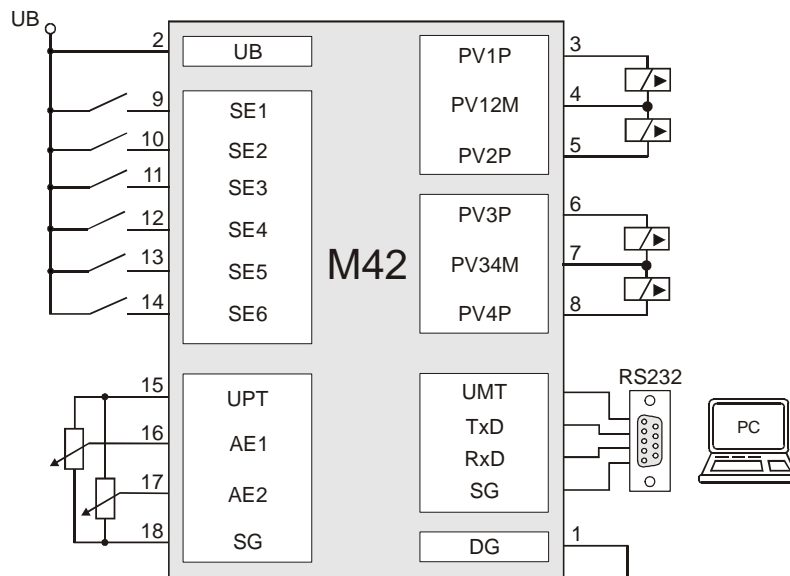 UB
2
UB
9
SE1
10
SE2
11
SE3
12
SE4
13
SE5
14
SE6
15
UPT
16
AE1
17
AE2
18
SG
M42
PV1P
3
PV12M
4
PV2P
5
PV3P
6
PV34M
7
PV4P
8
UMT
TxD
RxD
SG
RS232
PC
DG
1